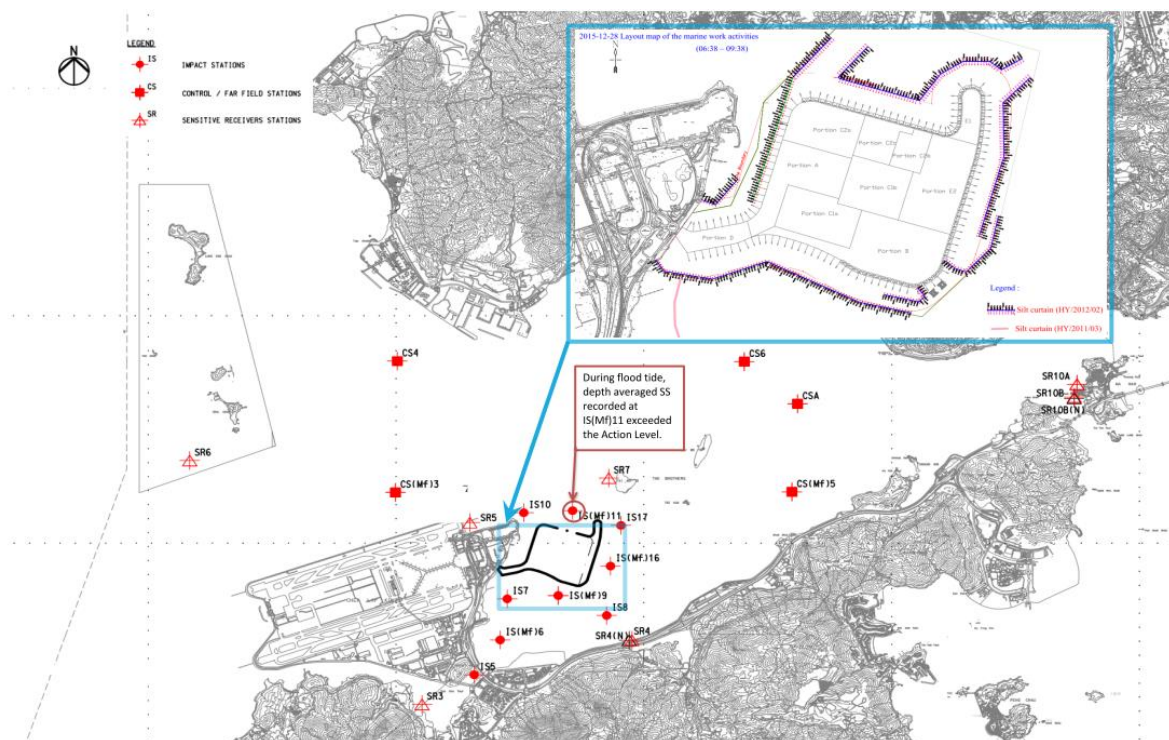 N
LEGEND
IS
IMPACT STATIONS
CS
CONTROL / FAR FIELD STATIONS
SR
SENSITIVE RECEIVERS STATIONS
2015-12-28 Layout map of the marine work activities
(06:38 – 09:38)
N
Portion C2a
Portion C2c
Portion C2b
E1
Portion A
Portion C1b
Portion E2
Portion C1a
Portion D
Portion B
Legend :
Silt curtain (HY/2012/02)
Silt curtain (HY/2011/03)
CS4
CS6
CSA
During flood tide,
depth averaged SS
recorded at
IS(Mf)11 exceeded
the Action Level.
SR10A
SR10B
SR10B(N)
SR6
SR7
THE BROTHERS
CS(Mf)3
CS(Mf)5
SR5
IS10
IS(Mf)11
IS17
IS(Mf)16
IS7
IS(Mf)9
IS8
IS(Mf)6
SR4(N)
SR4
IS5
SR3